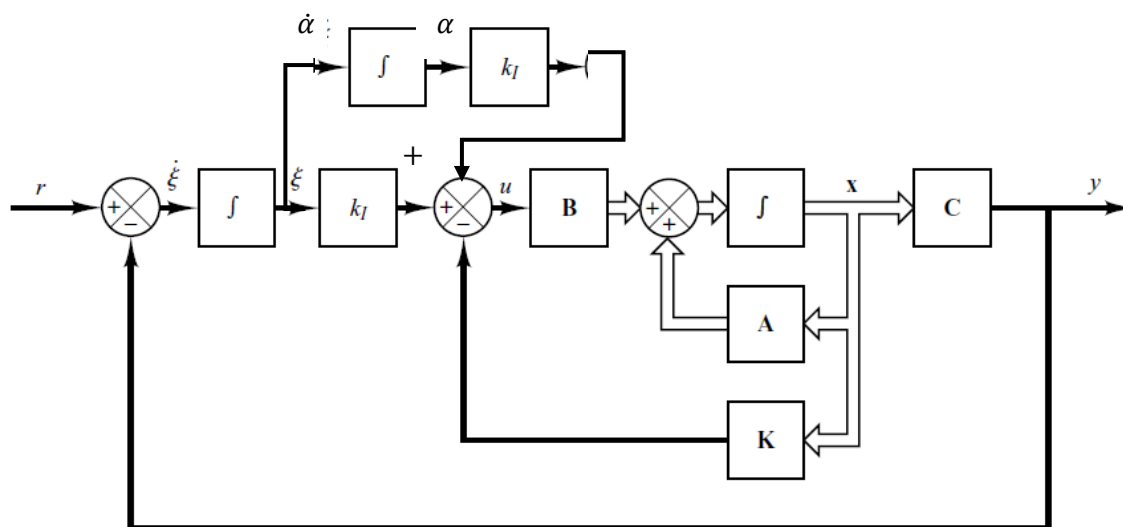 α̇ α
∫ k_I
+
r ξ̇ ξ u x y
+ − ∫ k_I + − B + + ∫ C
A
K